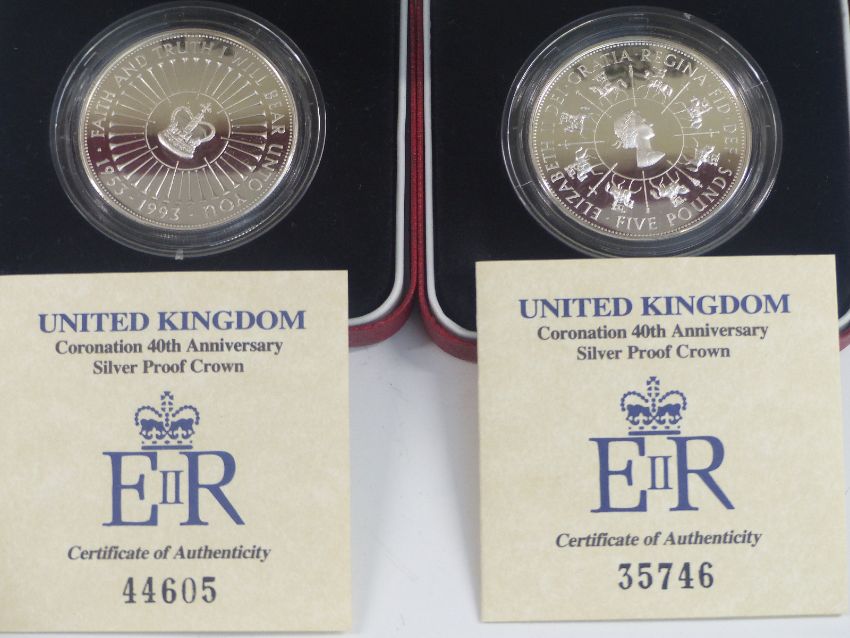 FAITH AND TRUTH I WILL BEAR UNTO YOU
1953 · 1993
ELIZABETH II · DEI · GRATIA · REGINA · FID · DEF ·
FIVE POUNDS
UNITED KINGDOM
Coronation 40th Anniversary
Silver Proof Crown
EIIR
Certificate of Authenticity
44605
UNITED KINGDOM
Coronation 40th Anniversary
Silver Proof Crown
EIIR
Certificate of Authenticity
35746